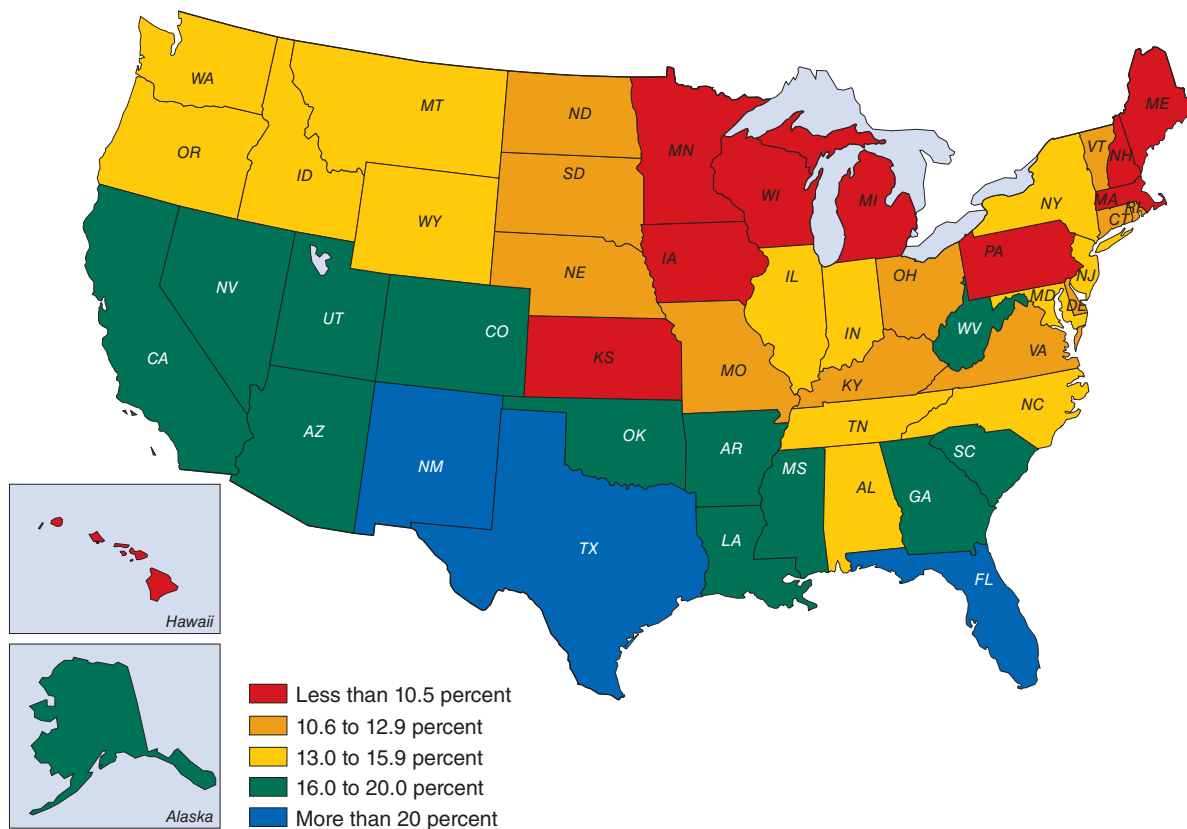 WA
MT
ND
MN
ME
OR
ID
SD
WI
MI
VT
NH
NY
MA
RI
CT
WY
IA
NE
PA
NJ
IL
IN
OH
MD
DE
NV
UT
CO
WV
VA
CA
KS
MO
KY
NC
TN
AZ
OK
AR
SC
NM
MS
AL
GA
TX
LA
FL
Hawaii
Alaska
Less than 10.5 percent
10.6 to 12.9 percent
13.0 to 15.9 percent
16.0 to 20.0 percent
More than 20 percent